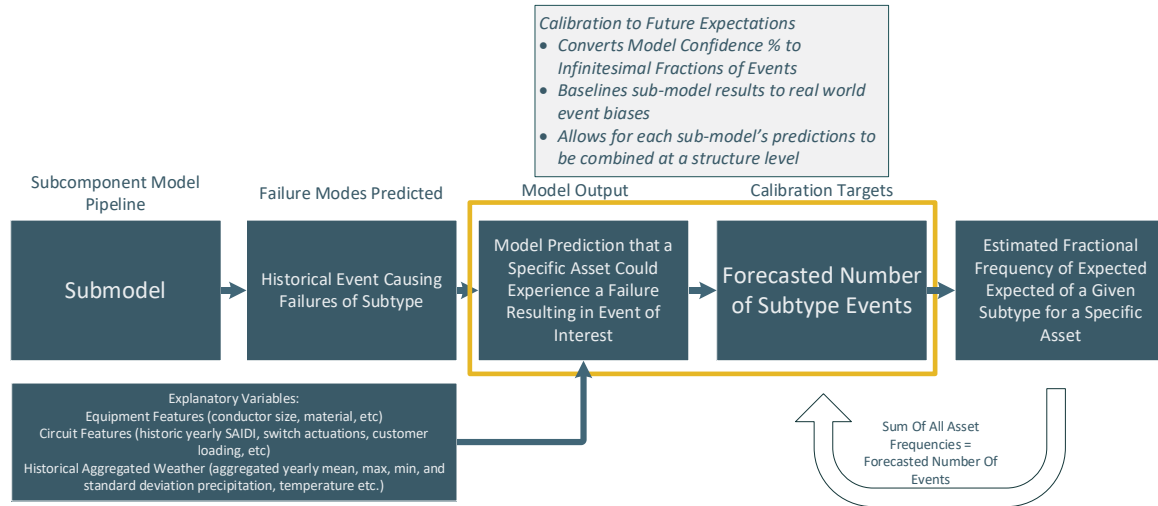 Calibration to Future Expectations
• Converts Model Confidence % to
Infinitesimal Fractions of Events
• Baselines sub-model results to real world
event biases
• Allows for each sub-model's predictions to
be combined at a structure level
Subcomponent Model
Pipeline
Failure Modes Predicted
Model Output
Calibration Targets
Submodel
Historical Event Causing
Failures of Subtype
Model Prediction that a
Specific Asset Could
Experience a Failure
Resulting in Event of
Interest
Forecasted Number
of Subtype Events
Estimated Fractional
Frequency of Expected
Expected of a Given
Subtype for a Specific
Asset
Explanatory Variables:
Equipment Features (conductor size, material, etc)
Circuit Features (historic yearly SAIDI, switch actuations, customer
loading, etc)
Historical Aggregated Weather (aggregated yearly mean, max, min, and
standard deviation precipitation, temperature etc.)
Sum Of All Asset
Frequencies =
Forecasted Number Of
Events